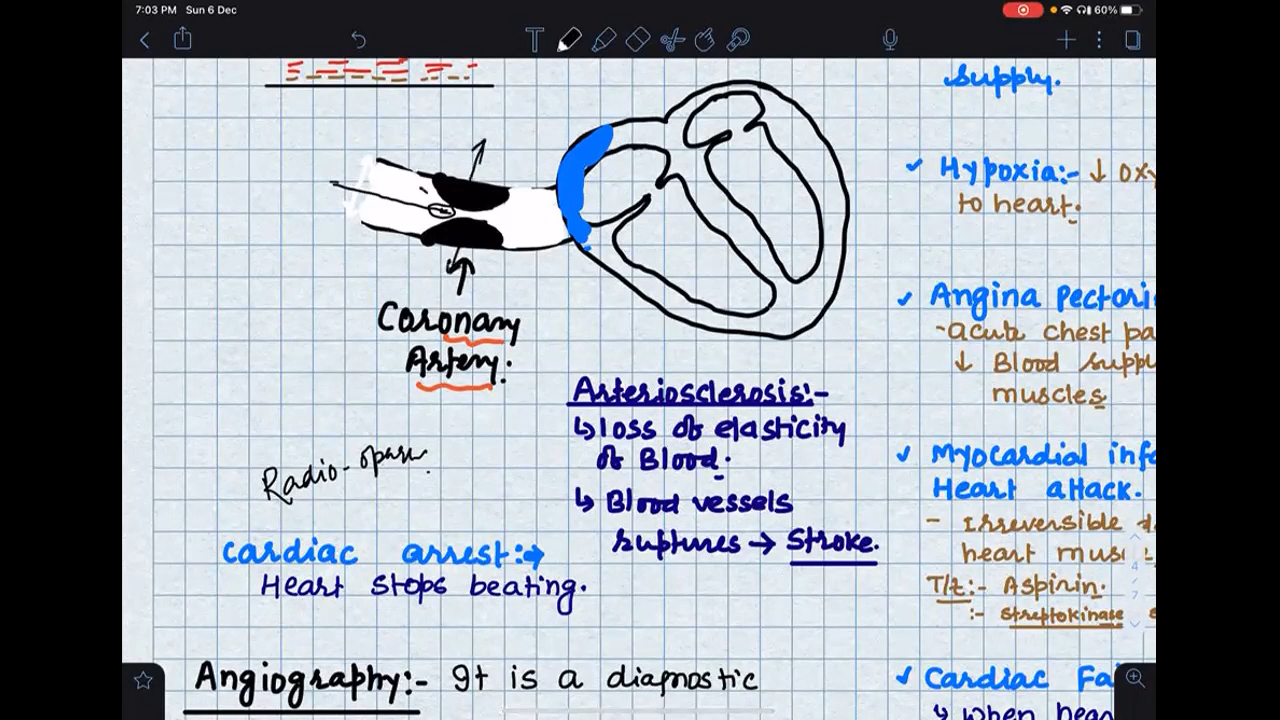 7:03 PM Sun 6 Dec
60%
T
supply.
✓ Hypoxia:- ↓ oxy
to heart.
Coronary
Artery.
✓ Angina Pectori
- acute chest pa
↓ Blood supp
muscles
Arteriosclerosis:-
↳ loss of elasticity
of Blood.
↳ Blood vessels
ruptures → Stroke.
Radio-
✓ Myocardial info
Heart attack.
- Irreversible
heart mus
T/t:- Aspirin.
:- Streptokinase
cardiac arrest:→
Heart stops beating.
Angiography:- It is a diagnostic
✓ Cardiac Fai
↳ when hear